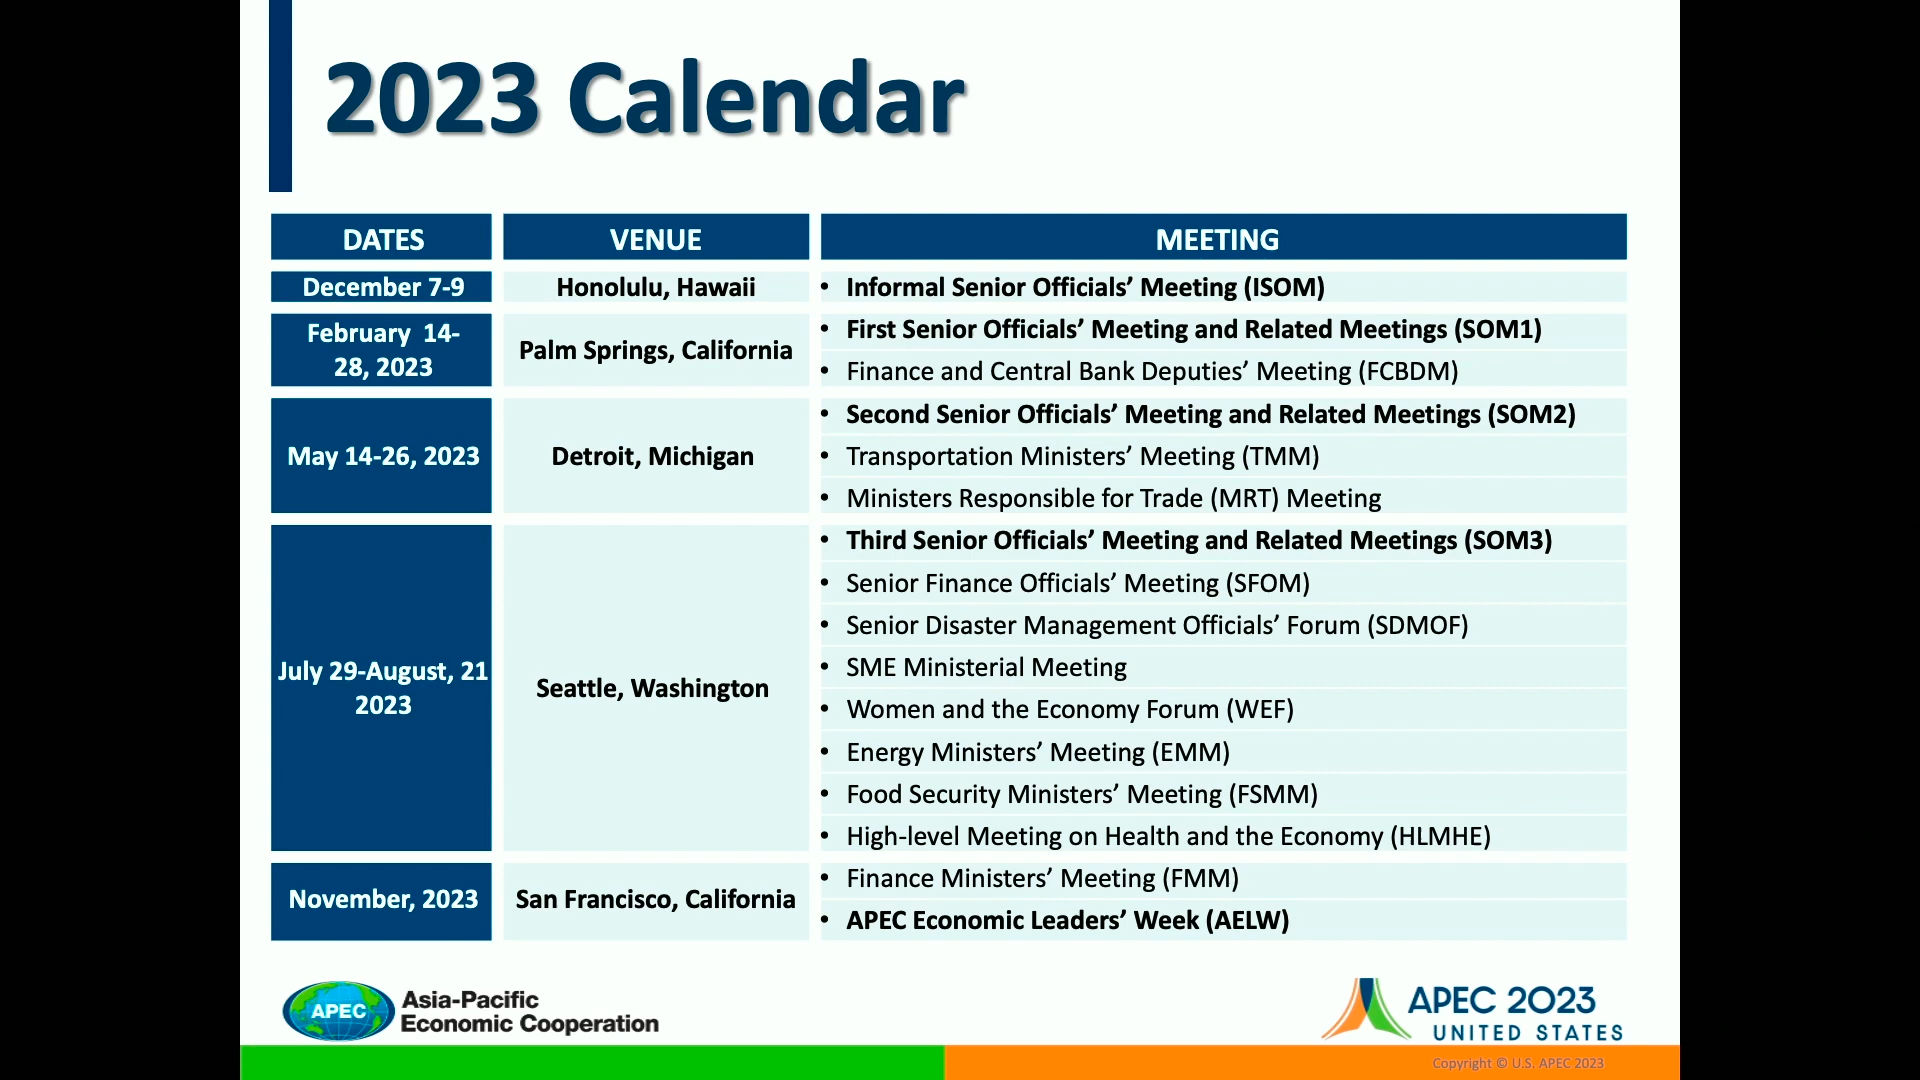 2023 Calendar
DATES
VENUE
MEETING
December 7-9
Honolulu, Hawaii
• Informal Senior Officials’ Meeting (ISOM)
February 14-
28, 2023
Palm Springs, California
• First Senior Officials’ Meeting and Related Meetings (SOM1)
• Finance and Central Bank Deputies’ Meeting (FCBDM)
May 14-26, 2023
Detroit, Michigan
• Second Senior Officials’ Meeting and Related Meetings (SOM2)
• Transportation Ministers’ Meeting (TMM)
• Ministers Responsible for Trade (MRT) Meeting
July 29-August, 21
2023
Seattle, Washington
• Third Senior Officials’ Meeting and Related Meetings (SOM3)
• Senior Finance Officials’ Meeting (SFOM)
• Senior Disaster Management Officials’ Forum (SDMOF)
• SME Ministerial Meeting
• Women and the Economy Forum (WEF)
• Energy Ministers’ Meeting (EMM)
• Food Security Ministers’ Meeting (FSMM)
• High-level Meeting on Health and the Economy (HLMHE)
November, 2023
San Francisco, California
• Finance Ministers’ Meeting (FMM)
• APEC Economic Leaders’ Week (AELW)
APEC
Asia-Pacific
Economic Cooperation
APEC 2023
UNITED STATES
Copyright © U.S. APEC 2023